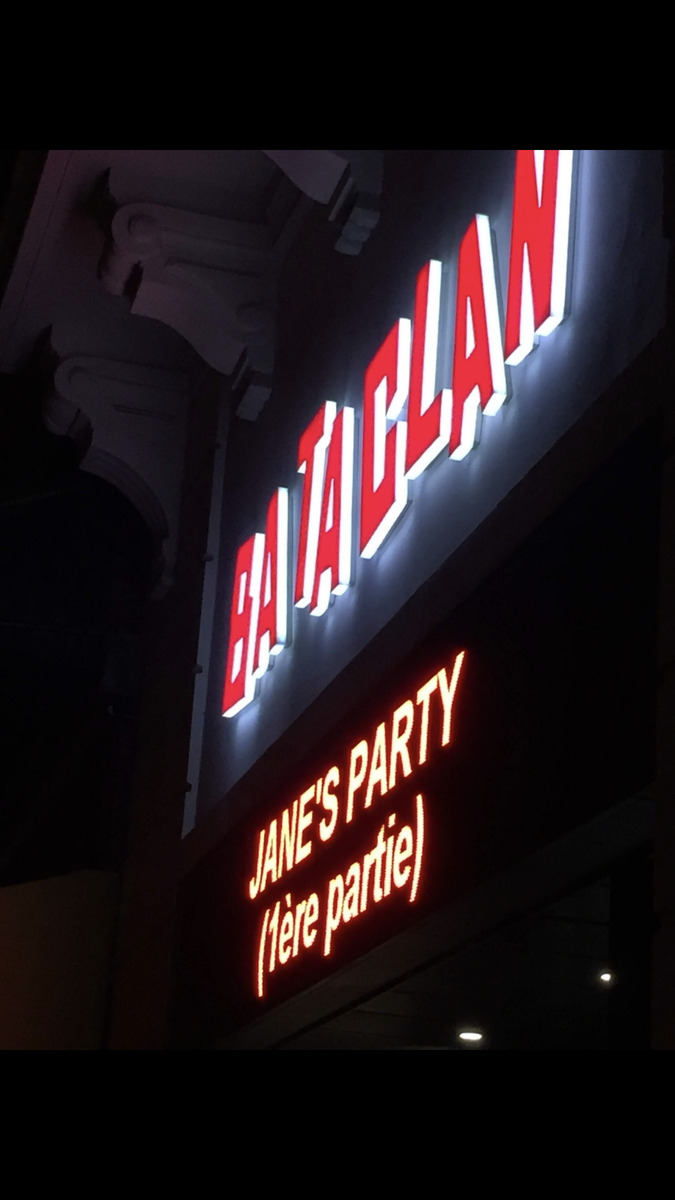 BATACLAN
JANE'S PARTY
(1ère partie)